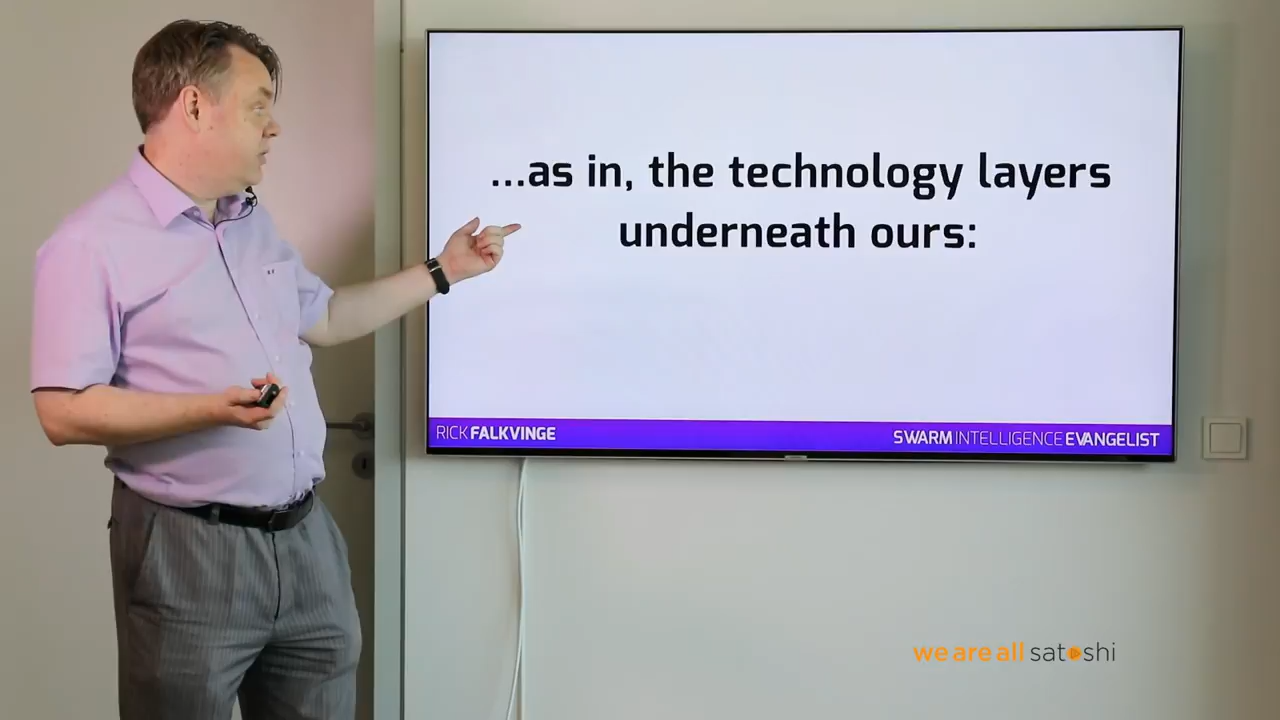 ...as in, the technology layers
underneath ours:
RICK FALKVINGE
SWARM INTELLIGENCE EVANGELIST
we are all satoshi